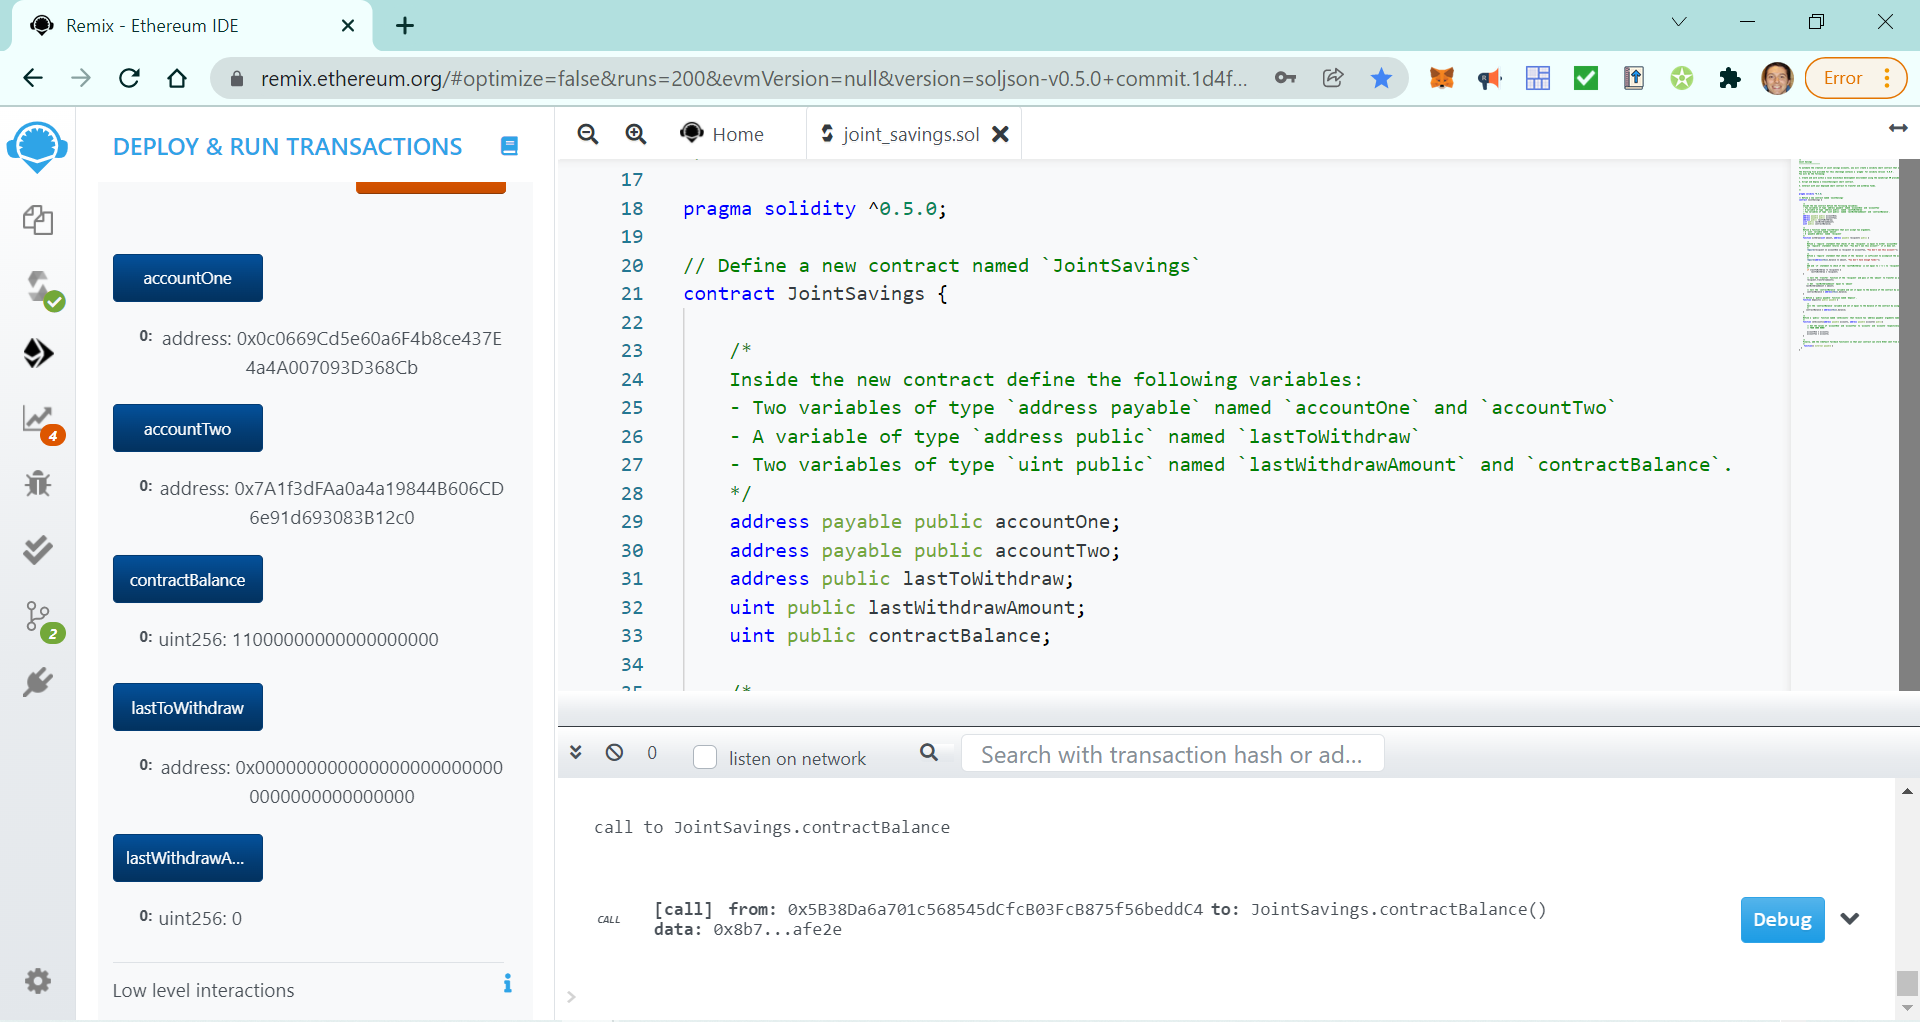 Remix - Ethereum IDE
remix.ethereum.org/#optimize=false&runs=200&evmVersion=null&version=soljson-v0.5.0+commit.1d4f...
Error
DEPLOY & RUN TRANSACTIONS
Home
joint_savings.sol
accountOne
0: address: 0x0c0669Cd5e60a6F4b8ce437E
4a4A007093D368Cb
accountTwo
0: address: 0x7A1f3dFAa0a4a19844B606CD
6e91d693083B12c0
contractBalance
0: uint256: 11000000000000000000
lastToWithdraw
0: address: 0x000000000000000000000000
0000000000000000
lastWithdrawA...
0: uint256: 0
Low level interactions
4
2
17
18 pragma solidity ^0.5.0;
19
20 // Define a new contract named `JointSavings`
21 contract JointSavings {
22
23 /*
24 Inside the new contract define the following variables:
25 - Two variables of type `address payable` named `accountOne` and `accountTwo`
26 - A variable of type `address public` named `lastToWithdraw`
27 - Two variables of type `uint public` named `lastWithdrawAmount` and `contractBalance`.
28 */
29 address payable public accountOne;
30 address payable public accountTwo;
31 address public lastToWithdraw;
32 uint public lastWithdrawAmount;
33 uint public contractBalance;
34
35 /*
0 listen on network
Search with transaction hash or ad...
call to JointSavings.contractBalance
CALL
[call] from: 0x5B38Da6a701c568545dCfcB03FcB875f56beddC4 to: JointSavings.contractBalance()
data: 0x8b7...afe2e
Debug
>